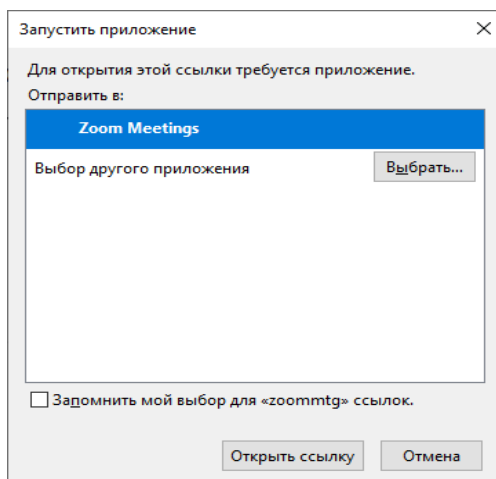 Запустить приложение
Для открытия этой ссылки требуется приложение.
Отправить в:
Zoom Meetings
Выбор другого приложения
Выбрать...
Запомнить мой выбор для «zoommtg» ссылок.
Открыть ссылку
Отмена